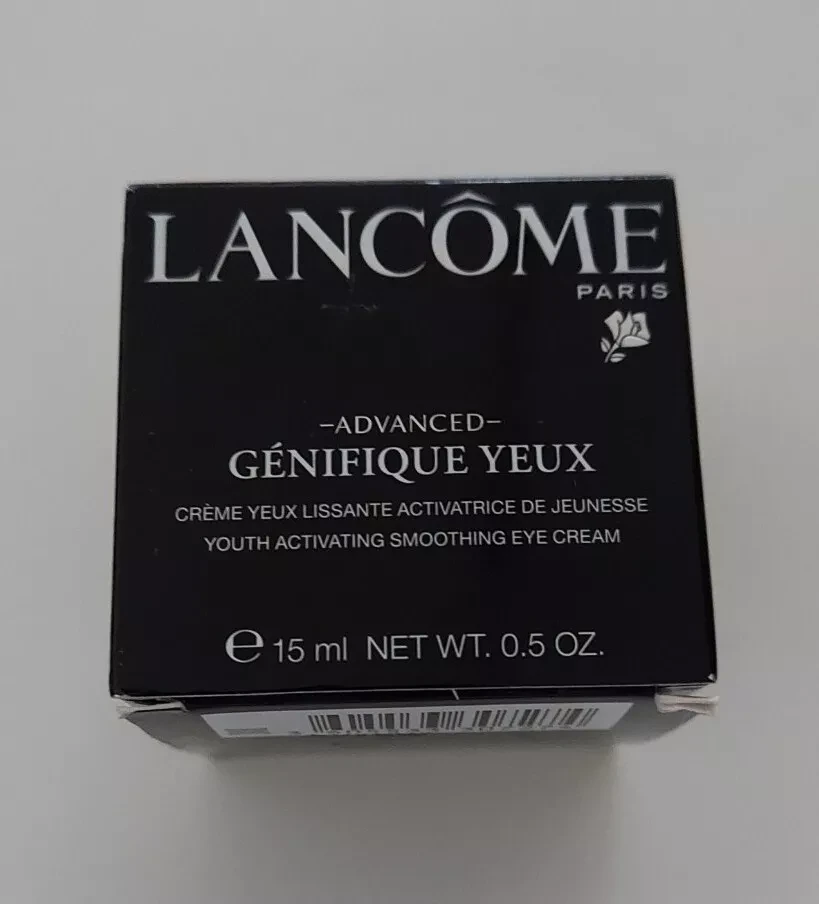 LANCÔME
PARIS
–ADVANCED–
GÉNIFIQUE YEUX
CRÈME YEUX LISSANTE ACTIVATRICE DE JEUNESSE
YOUTH ACTIVATING SMOOTHING EYE CREAM
℮ 15 ml NET WT. 0.5 OZ.